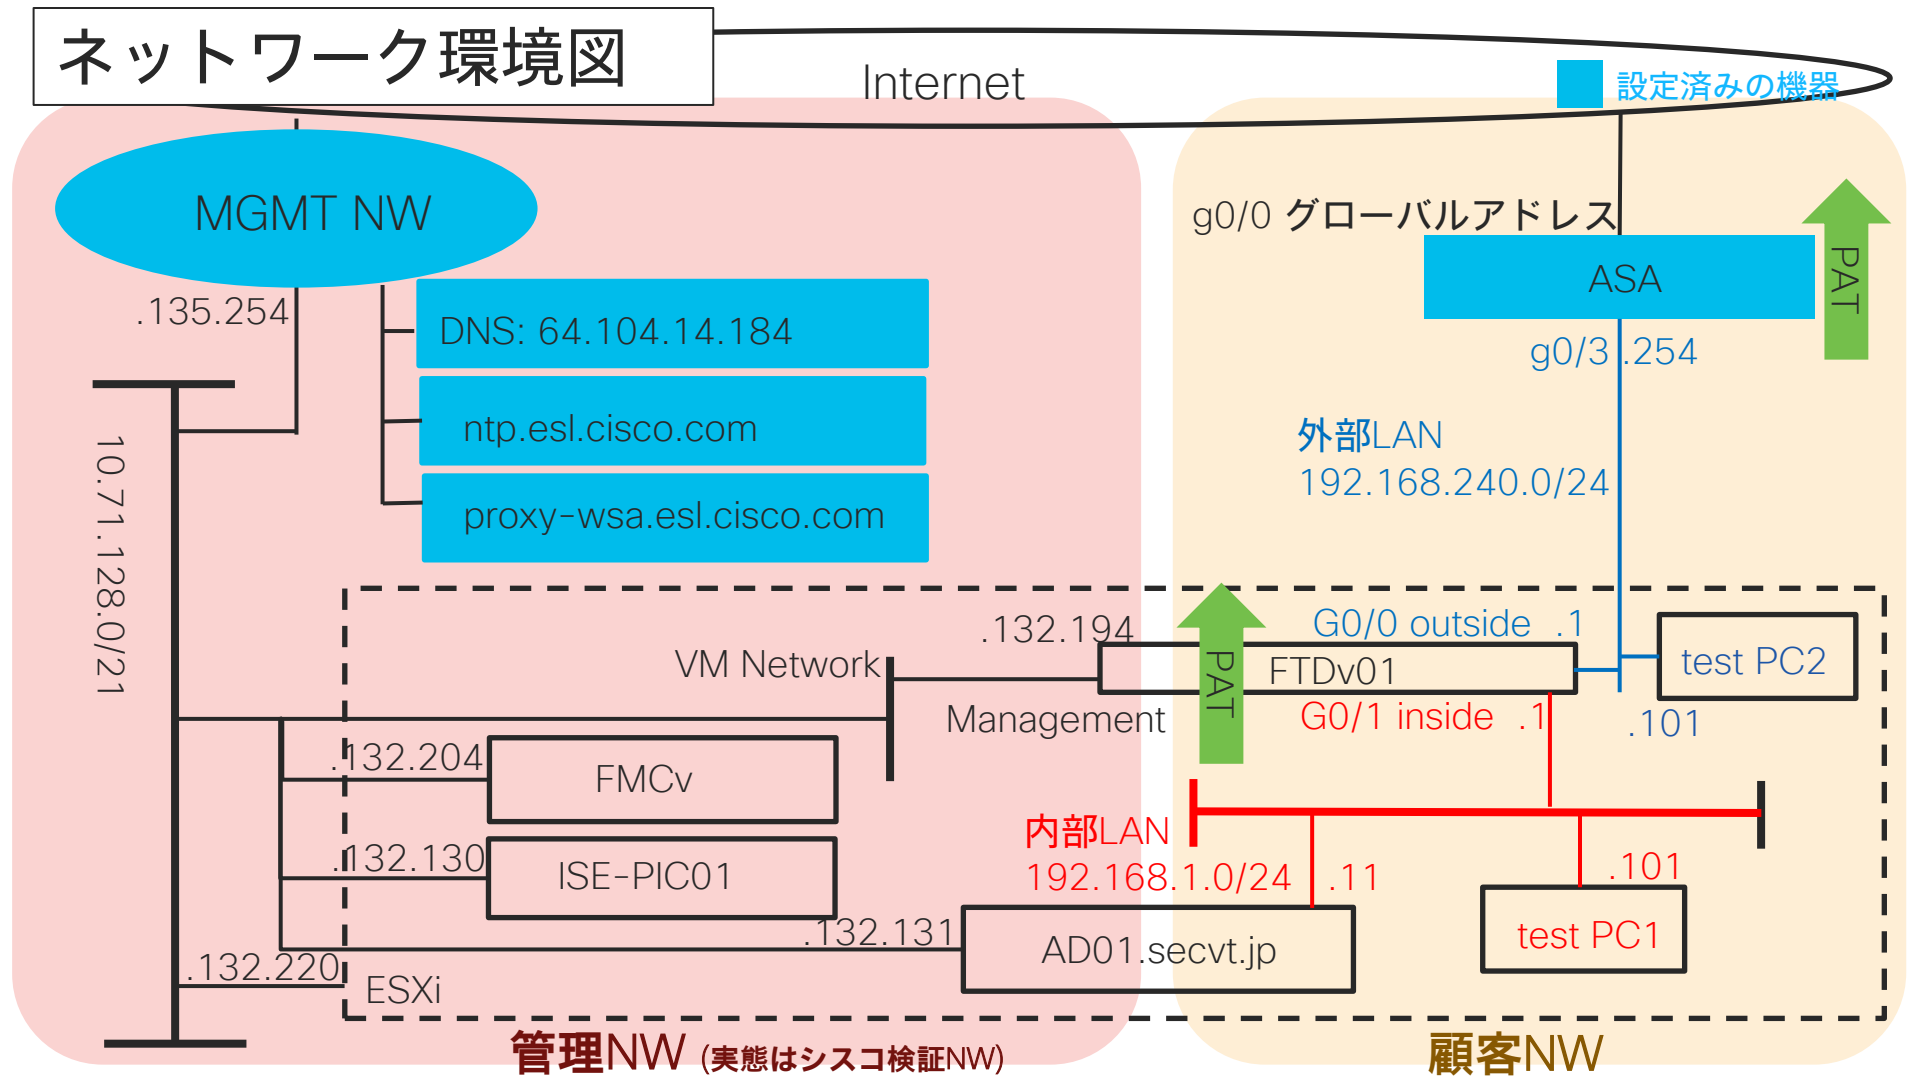 ネットワーク環境図
Internet
設定済みの機器
MGMT NW
g0/0 グローバルアドレス
ASA
PAT
.135.254
DNS: 64.104.14.184
g0/3 .254
ntp.esl.cisco.com
外部LAN
192.168.240.0/24
10.71.128.0/21
proxy-wsa.esl.cisco.com
.132.194
G0/0 outside .1
VM Network
PAT
FTDv01
test PC2
Management
G0/1 inside .1
.101
.132.204
FMCv
内部LAN
192.168.1.0/24
.11
.101
.132.130
ISE-PIC01
.132.131
AD01.secvt.jp
test PC1
.132.220
ESXi
管理NW (実態はシスコ検証NW)
顧客NW